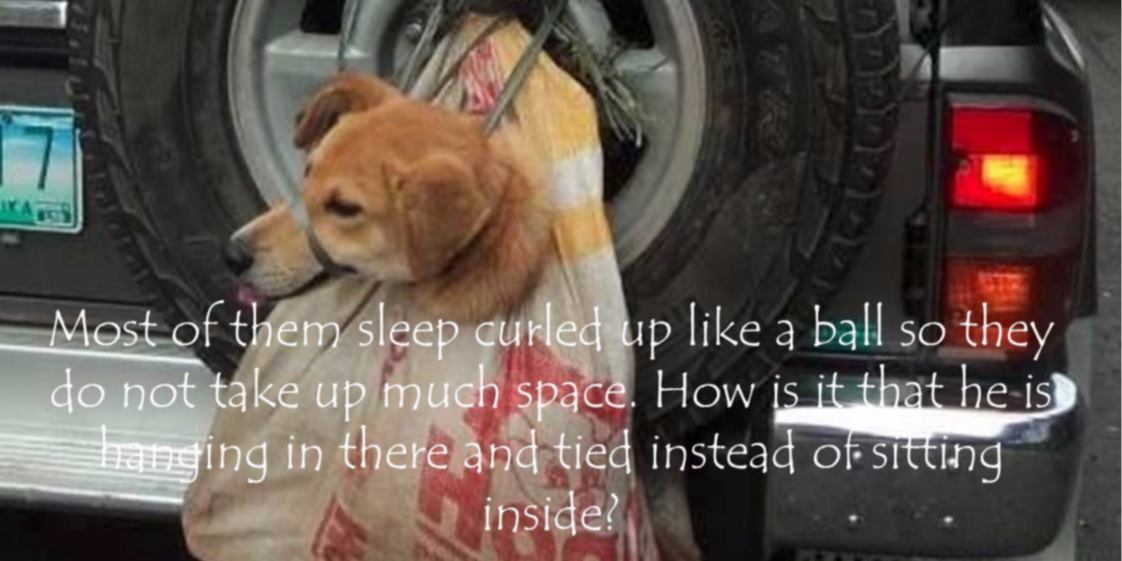 17
Most of them sleep curled up like a ball so they
do not take up much space. How is it that he is
hanging in there and tied instead of sitting
inside?